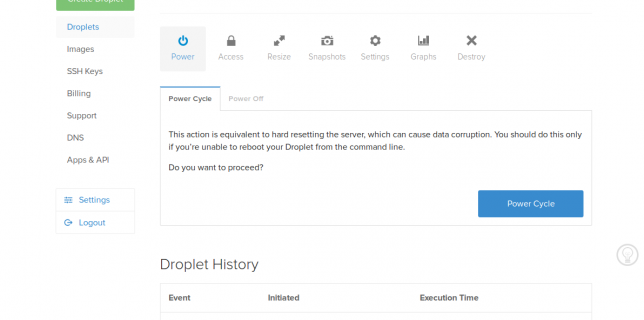 Create Droplet
Droplets
Images
SSH Keys
Billing
Support
DNS
Apps & API
Settings
Logout
Power Access Resize Snapshots Settings Graphs Destroy
Power Cycle Power Off
This action is equivalent to hard resetting the server, which can cause data corruption. You should do this only
if you're unable to reboot your Droplet from the command line.
Do you want to proceed?
Power Cycle
Droplet History
Event Initiated Execution Time